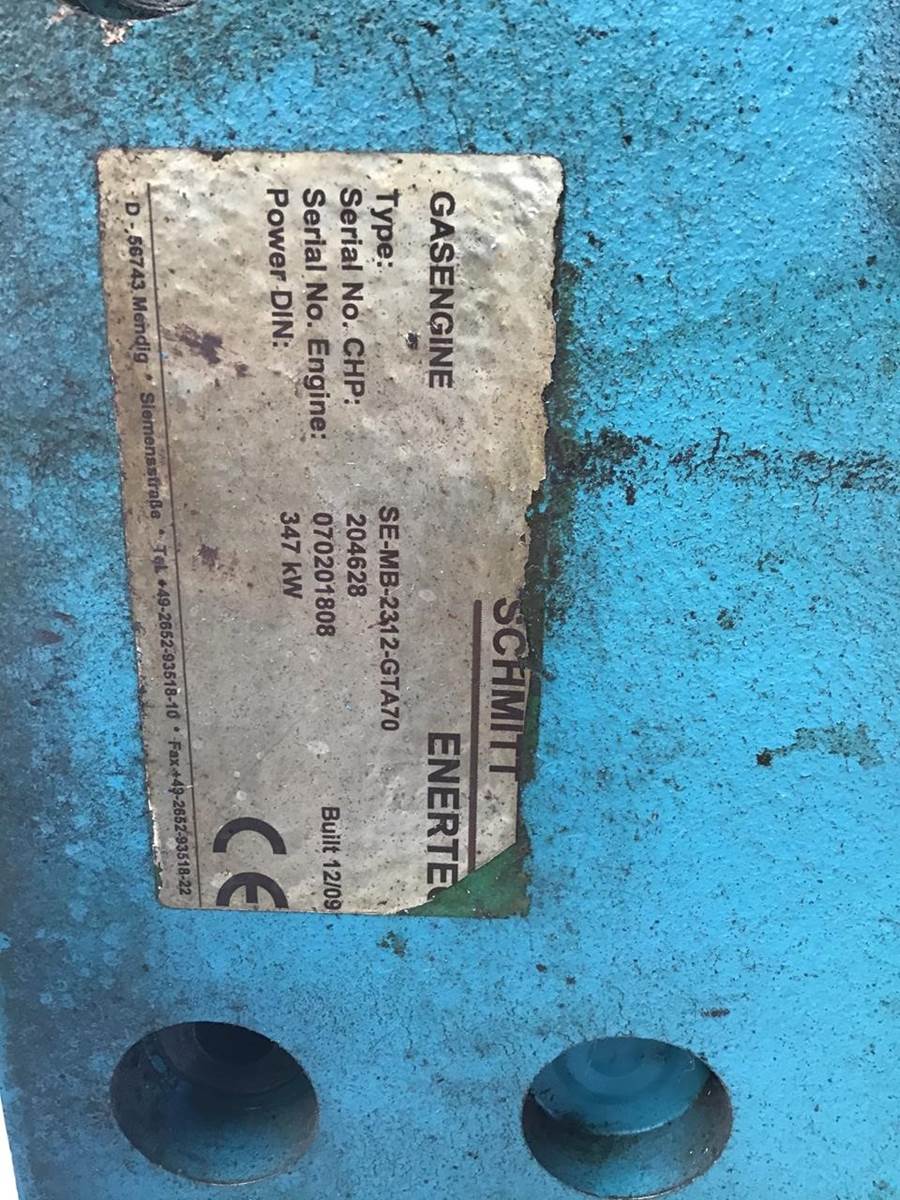 SCHMITT
GASENGINE ENERTEC
Type: SE-MB-2312-GTA70
Serial No. CHP: 204628
Serial No. Engine: 070201808 Built 12/09
Power DIN: 347 kW
CE
D - 56743 Mendig * Siemensstraße * Tel. +49-2652-93518-10 * Fax +49-2652-93518-22